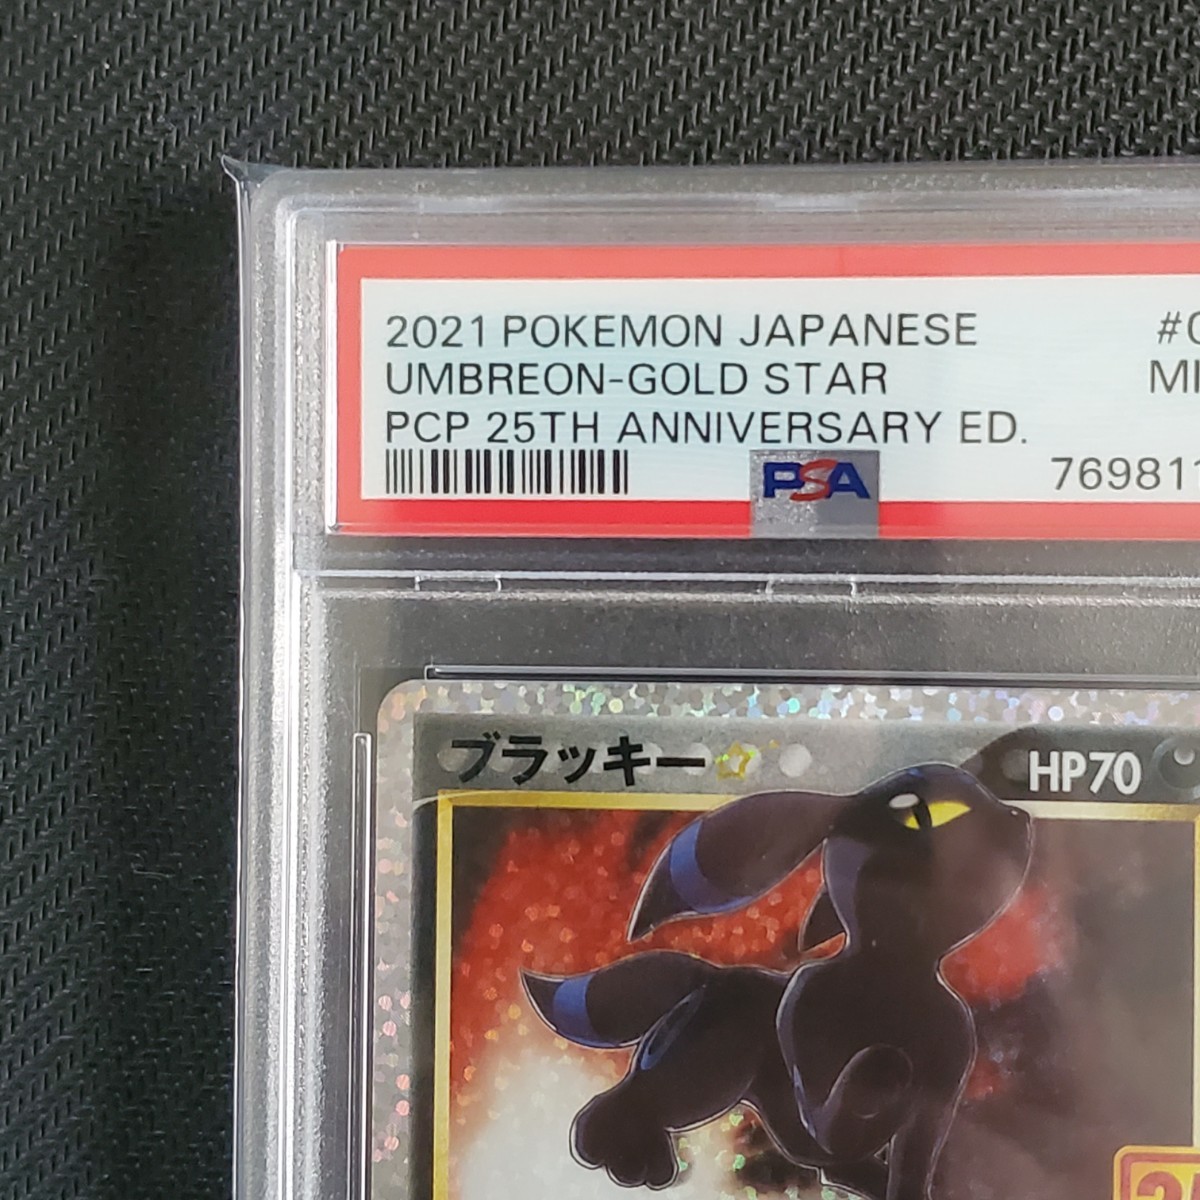 2021 POKEMON JAPANESE
UMBREON-GOLD STAR
PCP 25TH ANNIVERSARY ED.
PSA
ブラッキー☆
HP70